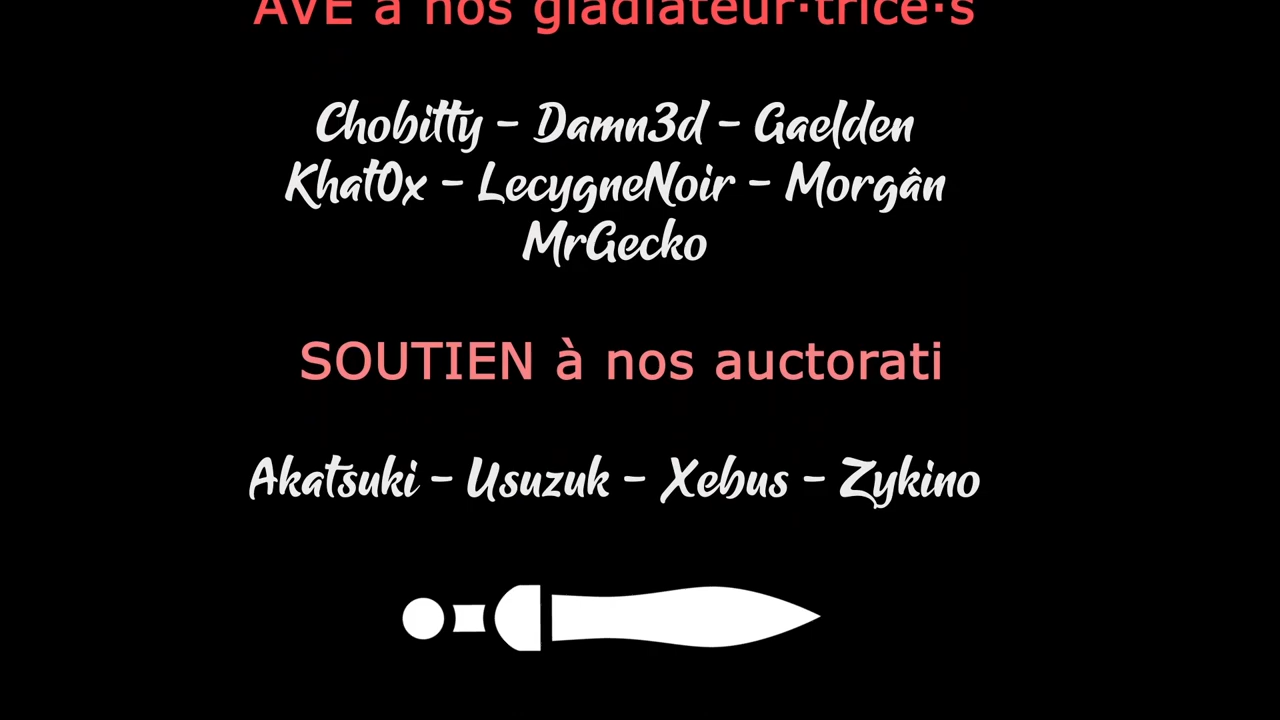 AVE à nos gladiateur·trice·s
Chobitty - Damn3d - Gaelden
Khat0x - LecygneNoir - Morgân
MrGecko
SOUTIEN à nos auctorati
Akatsuki - Usuzuk - Xebus - Zykino